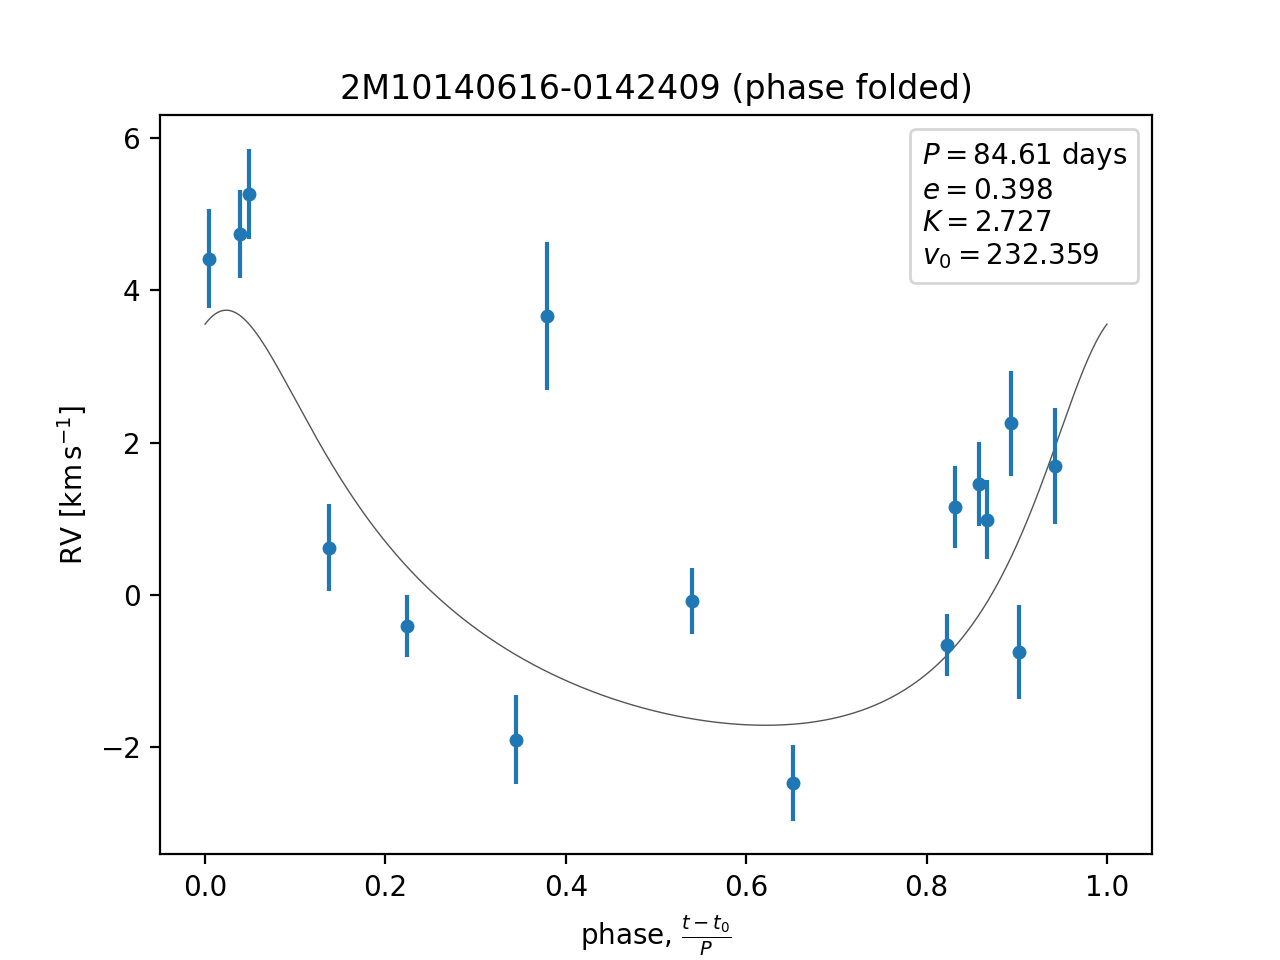 2M10140616-0142409 (phase folded)
P = 84.61 days
e = 0.398
K = 2.727
v₀ = 232.359
6
4
2
0
−2
RV [km s⁻¹]
0.0 0.2 0.4 0.6 0.8 1.0
phase, (t − t₀)/P